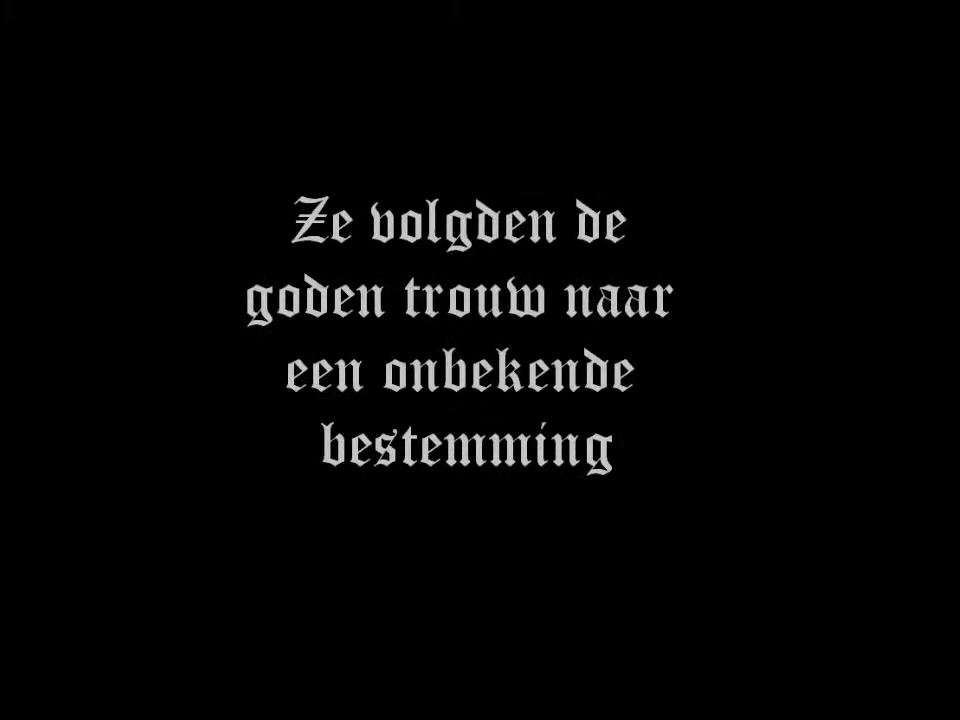 Ze volgden de
goden trouw naar
een onbekende
bestemming